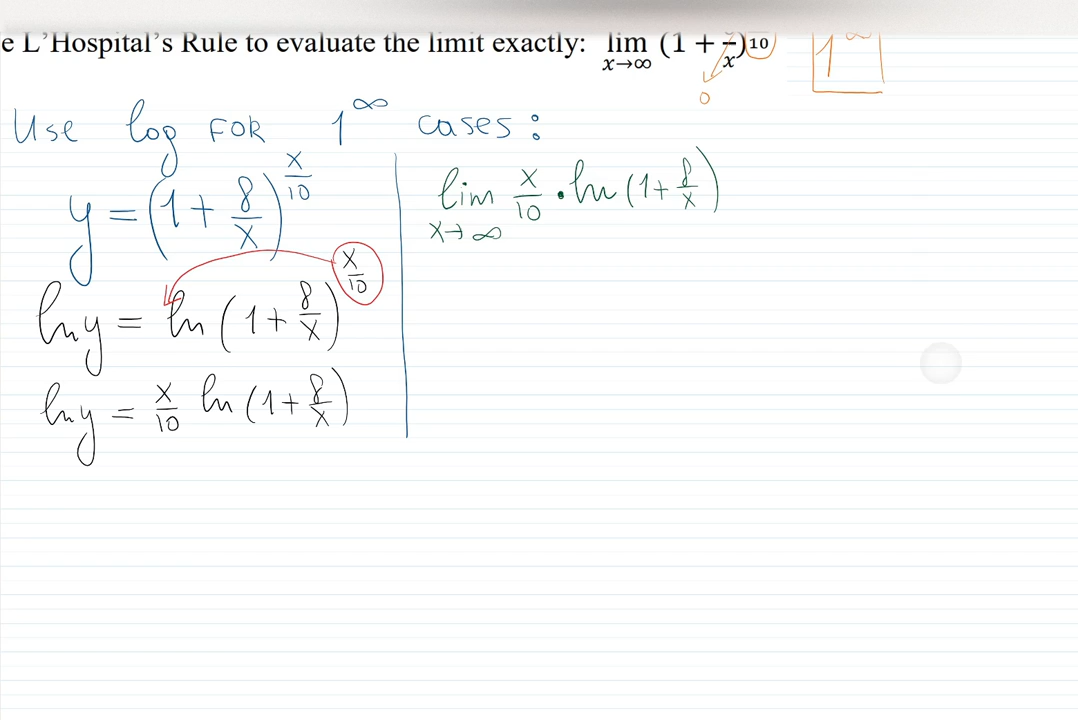 e L'Hospital's Rule to evaluate the limit exactly: lim x→∞ (1 + –/x)10
0
1∞
Use log FOR 1^∞ cases:
y = (1 + 8/x)^(x/10)
ln y = ln (1 + 8/x)^(x/10)
ln y = x/10 ln (1 + 8/x)
lim x→∞ x/10 · ln (1 + 8/x)